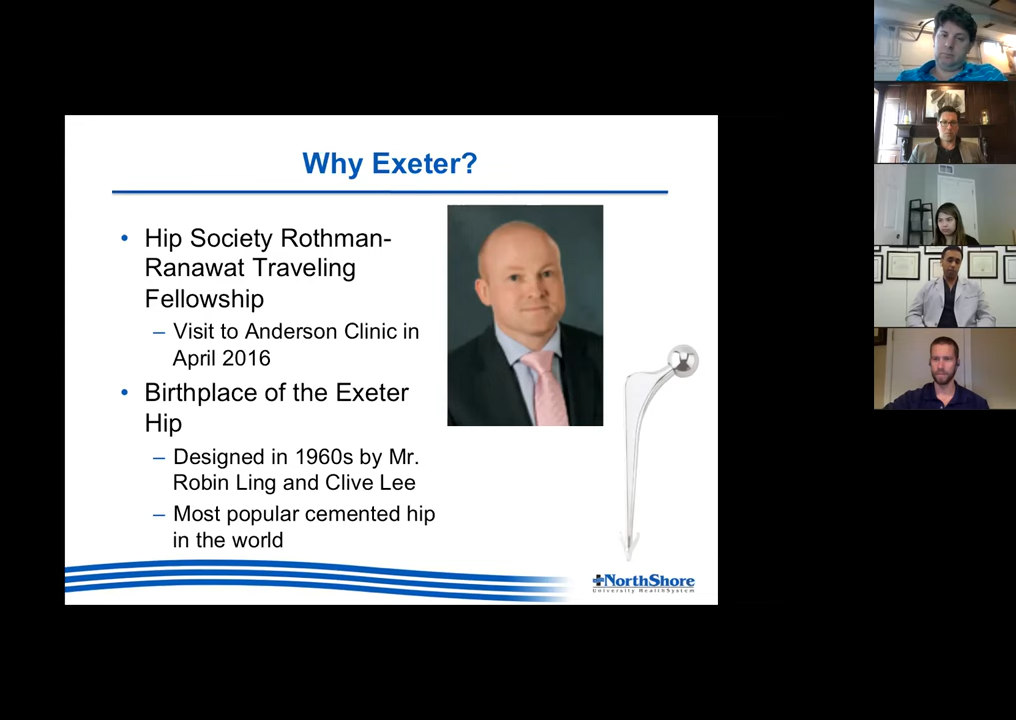 Why Exeter?
• Hip Society Rothman-
Ranawat Traveling
Fellowship
– Visit to Anderson Clinic in
April 2016
• Birthplace of the Exeter
Hip
– Designed in 1960s by Mr.
Robin Ling and Clive Lee
– Most popular cemented hip
in the world
NorthShore
University HealthSystem